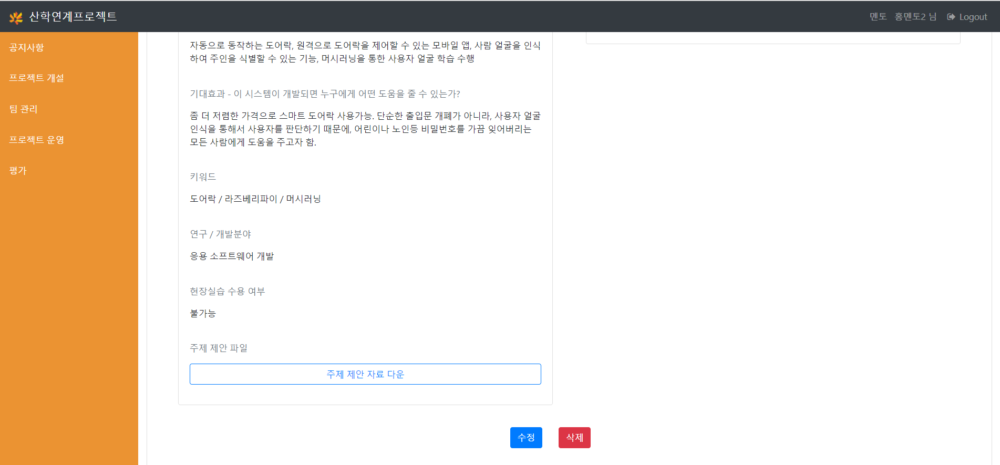 산학연계프로젝트
멘토 홍멘토2 님 Logout
공지사항
프로젝트 개설
팀 관리
프로젝트 운영
평가
자동으로 동작하는 도어락, 원격으로 도어락을 제어할 수 있는 모바일 앱, 사람 얼굴을 인식
하여 주인을 식별할 수 있는 기능, 머시러닝을 통한 사용자 얼굴 학습 수행
기대효과 - 이 시스템이 개발되면 누구에게 어떤 도움을 줄 수 있는가?
좀 더 저렴한 가격으로 스마트 도어락 사용가능. 단순한 출입문 개폐가 아니라, 사용자 얼굴
인식을 통해서 사용자를 판단하기 때문에, 어린이나 노인등 비밀번호를 가끔 잊어버리는
모든 사람에게 도움을 주고자 함.
키워드
도어락 / 라즈베리파이 / 머시러닝
연구 / 개발분야
응용 소프트웨어 개발
현장실습 수용 여부
불가능
주제 제안 파일
주제 제안 자료 다운
수정
삭제